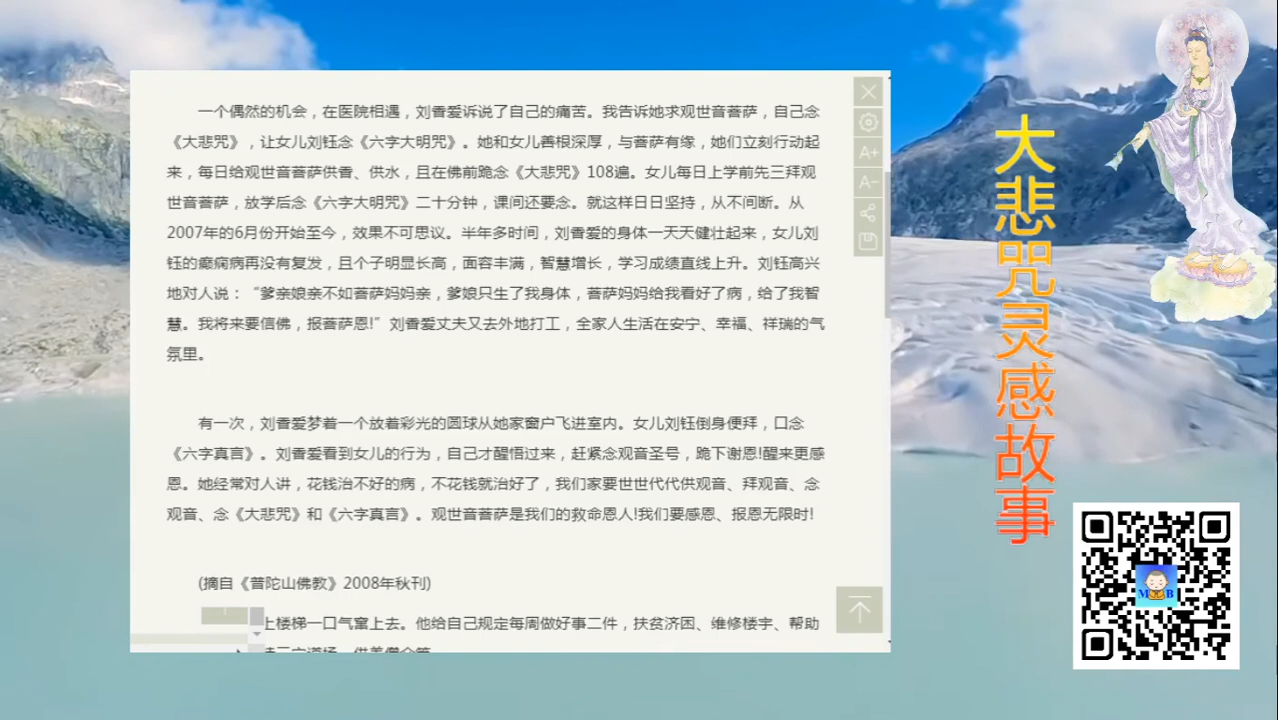 一个偶然的机会，在医院相遇，刘香爱诉说了自己的痛苦。我告诉她求观世音菩萨，自己念
《大悲咒》，让女儿刘钰念《六字大明咒》。她和女儿善根深厚，与菩萨有缘，她们立刻行动起
来，每日给观世音菩萨供香、供水，且在佛前跪念《大悲咒》108遍。女儿每日上学前先三拜观
世音菩萨，放学后念《六字大明咒》二十分钟，课间还要念。就这样日日坚持，从不间断。从
2007年的6月份开始至今，效果不可思议。半年多时间，刘香爱的身体一天天健壮起来，女儿刘
钰的癫痫病再没有复发，且个子明显长高，面容丰满，智慧增长，学习成绩直线上升。刘钰高兴
地对人说：“爹亲娘亲不如菩萨妈妈亲，爹娘只生了我身体，菩萨妈妈给我看好了病，给了我智
慧。我将来要信佛，报菩萨恩!”刘香爱丈夫又去外地打工，全家人生活在安宁、幸福、祥瑞的气
氛里。
有一次，刘香爱梦着一个放着彩光的圆球从她家窗户飞进室内。女儿刘钰倒身便拜，口念
《六字真言》。刘香爱看到女儿的行为，自己才醒悟过来，赶紧念观音圣号，跪下谢恩!醒来更感
恩。她经常对人讲，花钱治不好的病，不花钱就治好了，我们家要世世代代供观音、拜观音、念
观音、念《大悲咒》和《六字真言》。观世音菩萨是我们的救命恩人!我们要感恩、报恩无限时!
(摘自《普陀山佛教》2008年秋刊)
上楼梯一口气窜上去。他给自己规定每周做好事二件，扶贫济困、维修楼宇、帮助
A+
A-
大悲咒灵感故事
M B